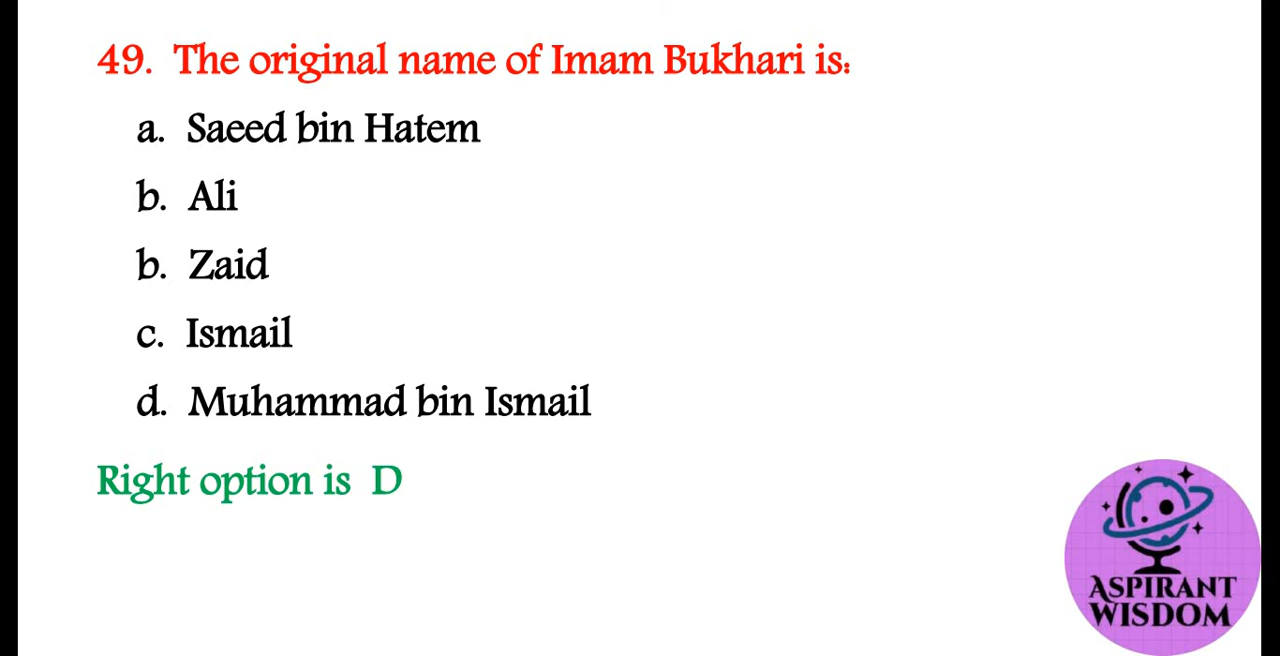 49. The original name of Imam Bukhari is:
a. Saeed bin Hatem
b. Ali
b. Zaid
c. Ismail
d. Muhammad bin Ismail
Right option is D
ASPIRANT
WISDOM